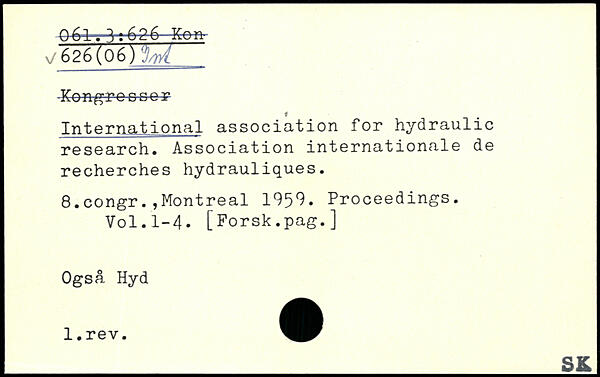 061.3:626 Kon
√ 626(06) Int
Kongresser
International association for hydraulic
research. Association internationale de
recherches hydrauliques.
8.congr.,Montreal 1959. Proceedings.
Vol.1-4. [Forsk.pag.]
Også Hyd
1.rev.
SK